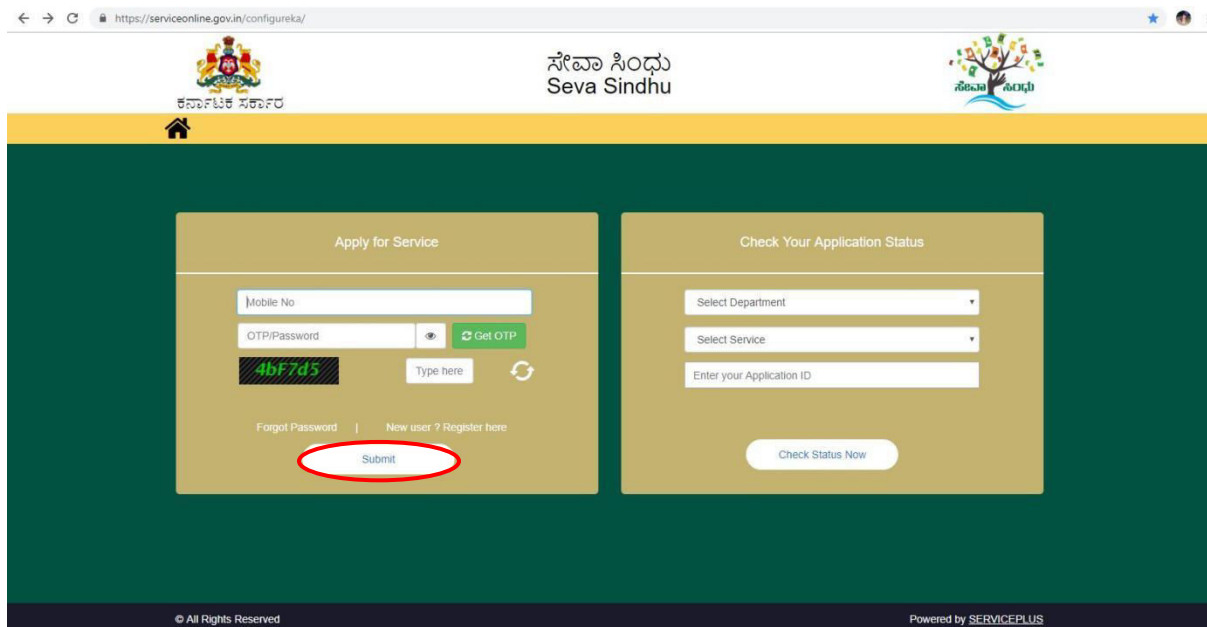 https://serviceonline.gov.in/configureka/
ಕರ್ನಾಟಕ ಸರ್ಕಾರ
ಸೇವಾ ಸಿಂಧು
Seva Sindhu
ಸೇವಾ ಸಿಂಧು
Apply for Service
Mobile No
OTP/Password
Get OTP
4bF7d5
Type here
Forgot Password | New user ? Register here
Submit
Check Your Application Status
Select Department
Select Service
Enter your Application ID
Check Status Now
© All Rights Reserved
Powered by SERVICEPLUS